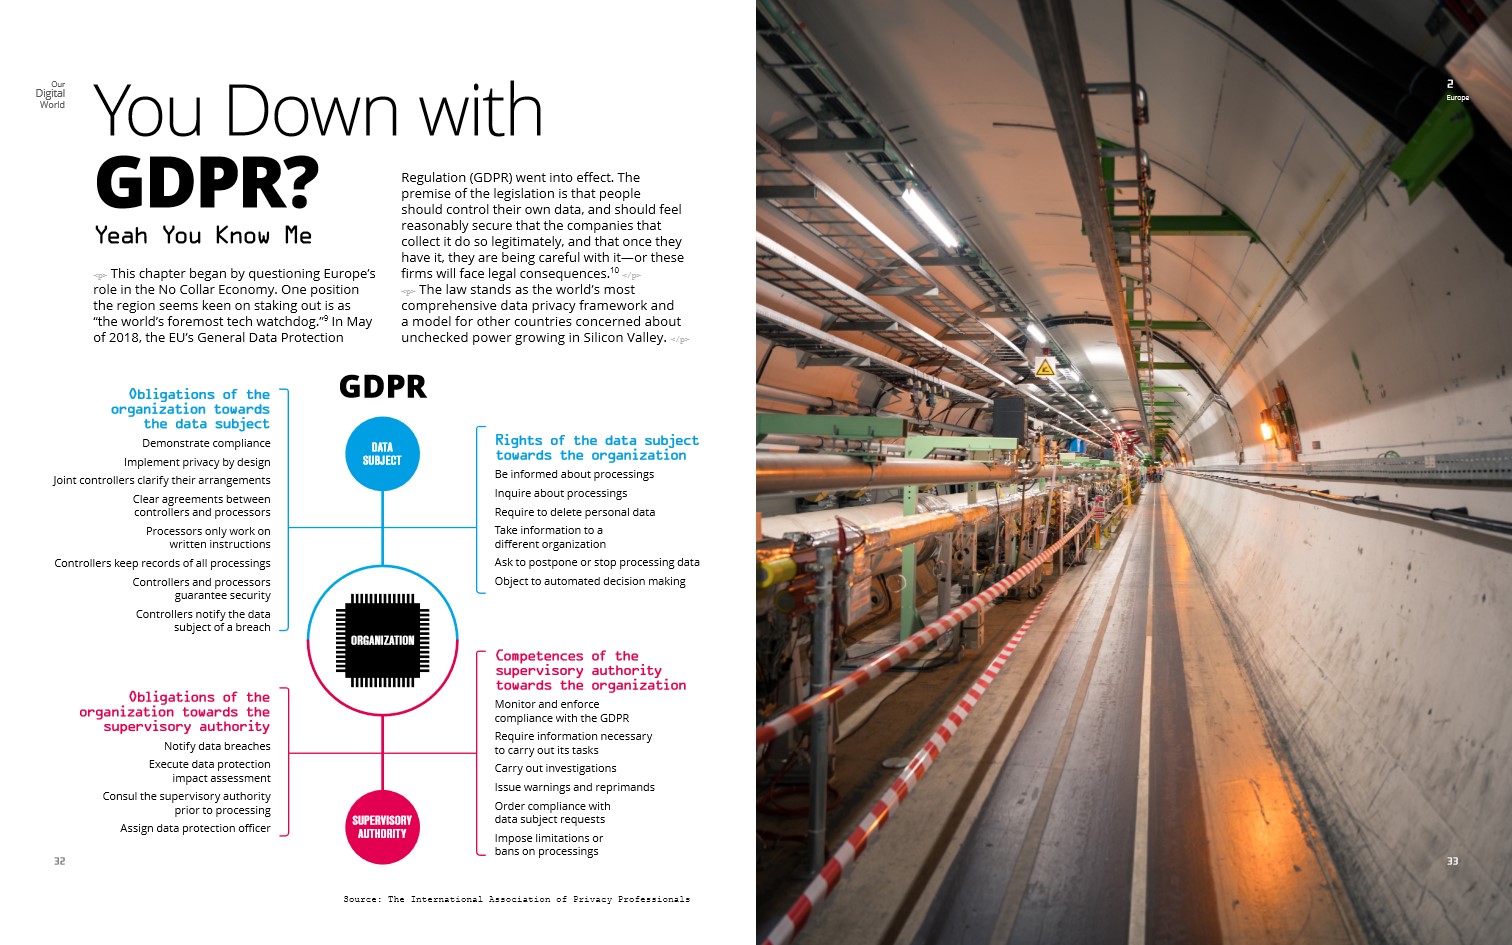 Our
Digital
World
You Down with
GDPR?
Yeah You Know Me
<p> This chapter began by questioning Europe's
role in the No Collar Economy. One position
the region seems keen on staking out is as
“the world's foremost tech watchdog.”9 In May
of 2018, the EU's General Data Protection
Regulation (GDPR) went into effect. The
premise of the legislation is that people
should control their own data, and should feel
reasonably secure that the companies that
collect it do so legitimately, and that once they
have it, they are being careful with it—or these
firms will face legal consequences.10 </p>
<p> The law stands as the world's most
comprehensive data privacy framework and
a model for other countries concerned about
unchecked power growing in Silicon Valley. </p>
GDPR
Obligations of the
organization towards
the data subject
Demonstrate compliance
Implement privacy by design
Joint controllers clarify their arrangements
Clear agreements between
controllers and processors
Processors only work on
written instructions
Controllers keep records of all processings
Controllers and processors
guarantee security
Controllers notify the data
subject of a breach
DATA
SUBJECT
Rights of the data subject
towards the organization
Be informed about processings
Inquire about processings
Require to delete personal data
Take information to a
different organization
Ask to postpone or stop processing data
Object to automated decision making
ORGANIZATION
Obligations of the
organization towards the
supervisory authority
Notify data breaches
Execute data protection
impact assessment
Consul the supervisory authority
prior to processing
Assign data protection officer
Competences of the
supervisory authority
towards the organization
Monitor and enforce
compliance with the GDPR
Require information necessary
to carry out its tasks
Carry out investigations
Issue warnings and reprimands
Order compliance with
data subject requests
Impose limitations or
bans on processings
SUPERVISORY
AUTHORITY
32
Source: The International Association of Privacy Professionals
2
Europe
33